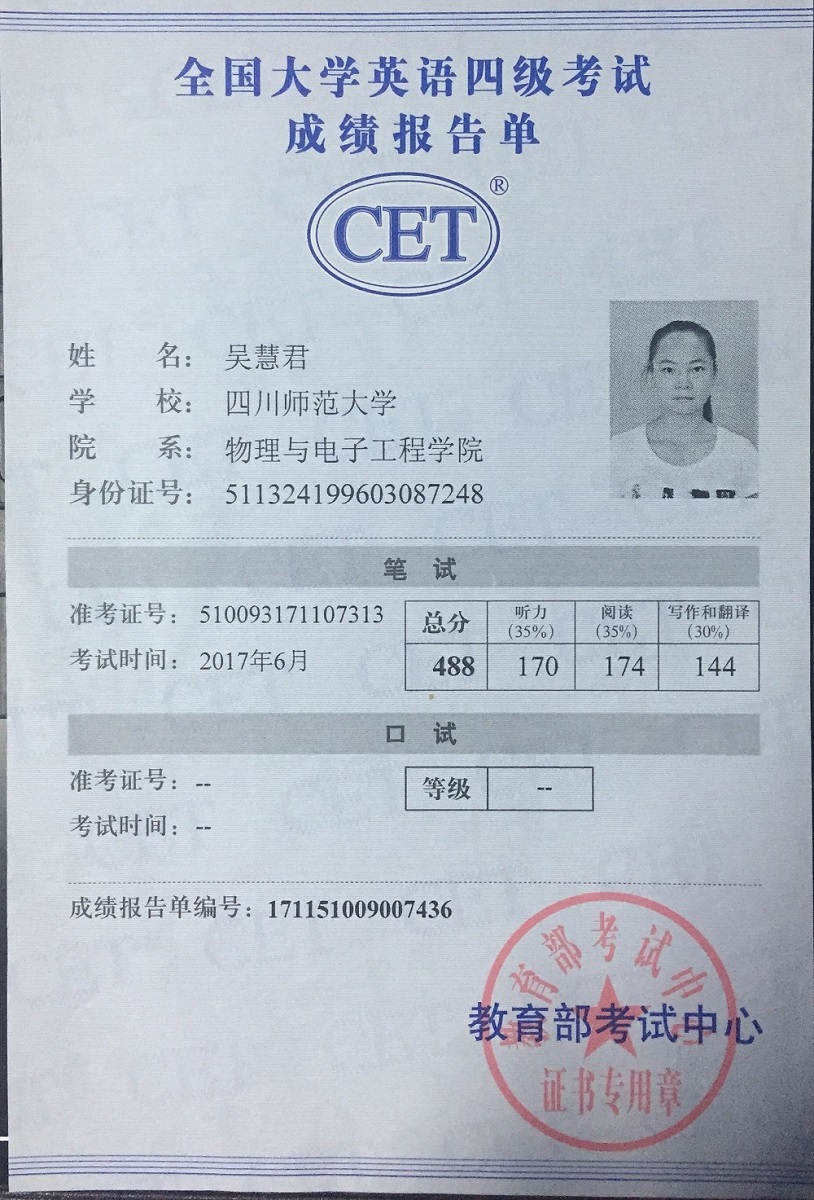 全国大学英语四级考试
成绩报告单
CET®
姓 名： 吴慧君
学 校： 四川师范大学
院 系： 物理与电子工程学院
身份证号： 511324199603087248
笔 试
准考证号： 510093171107313
考试时间： 2017年6月
总分 听力(35%) 阅读(35%) 写作和翻译(30%)
488 170 174 144
口 试
准考证号： --
考试时间： --
等级 --
成绩报告单编号： 171151009007436
教育部考试中心
教育部考试中心
证书专用章